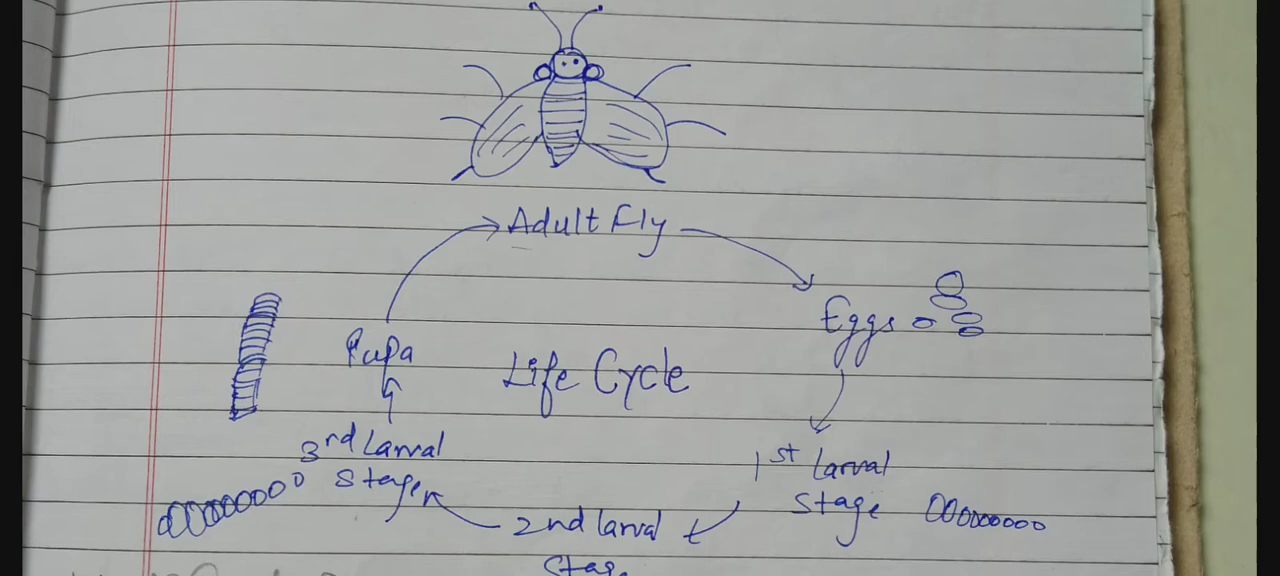 Adult Fly
Eggs
Pupa
Life Cycle
3rd Larval
Stage
1st Larval
Stage
2nd larval